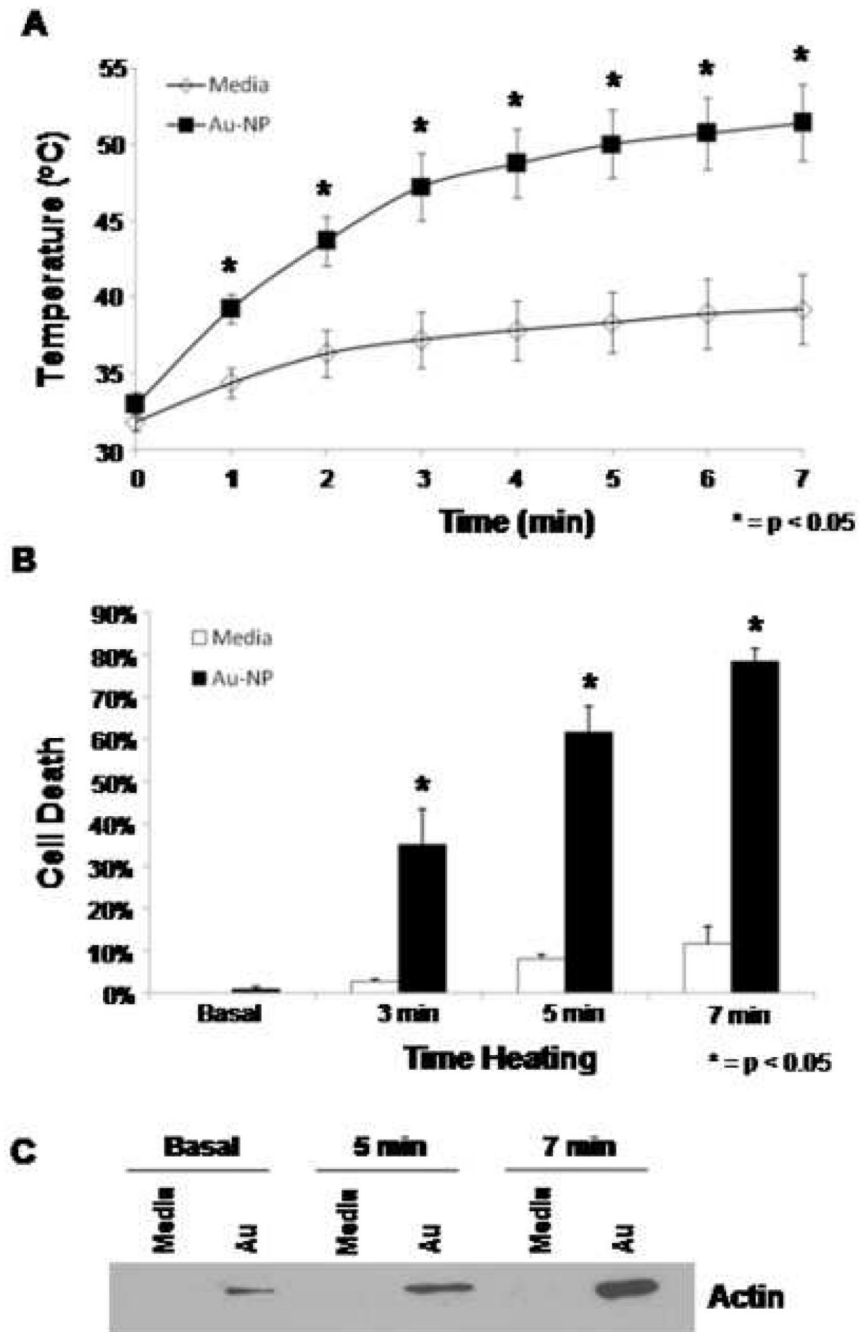 A
Temperature (ºC)
55
50
45
40
35
30
Media
Au-NP
* * * * * * *
0 1 2 3 4 5 6 7
Time (min)
* = p < 0.05
B
Cell Death
90%
80%
70%
60%
50%
40%
30%
20%
10%
0%
Media
Au-NP
* * *
Basal 3 min 5 min 7 min
Time Heating
* = p < 0.05
C
Basal 5 min 7 min
Media Au Media Au Media Au
Actin